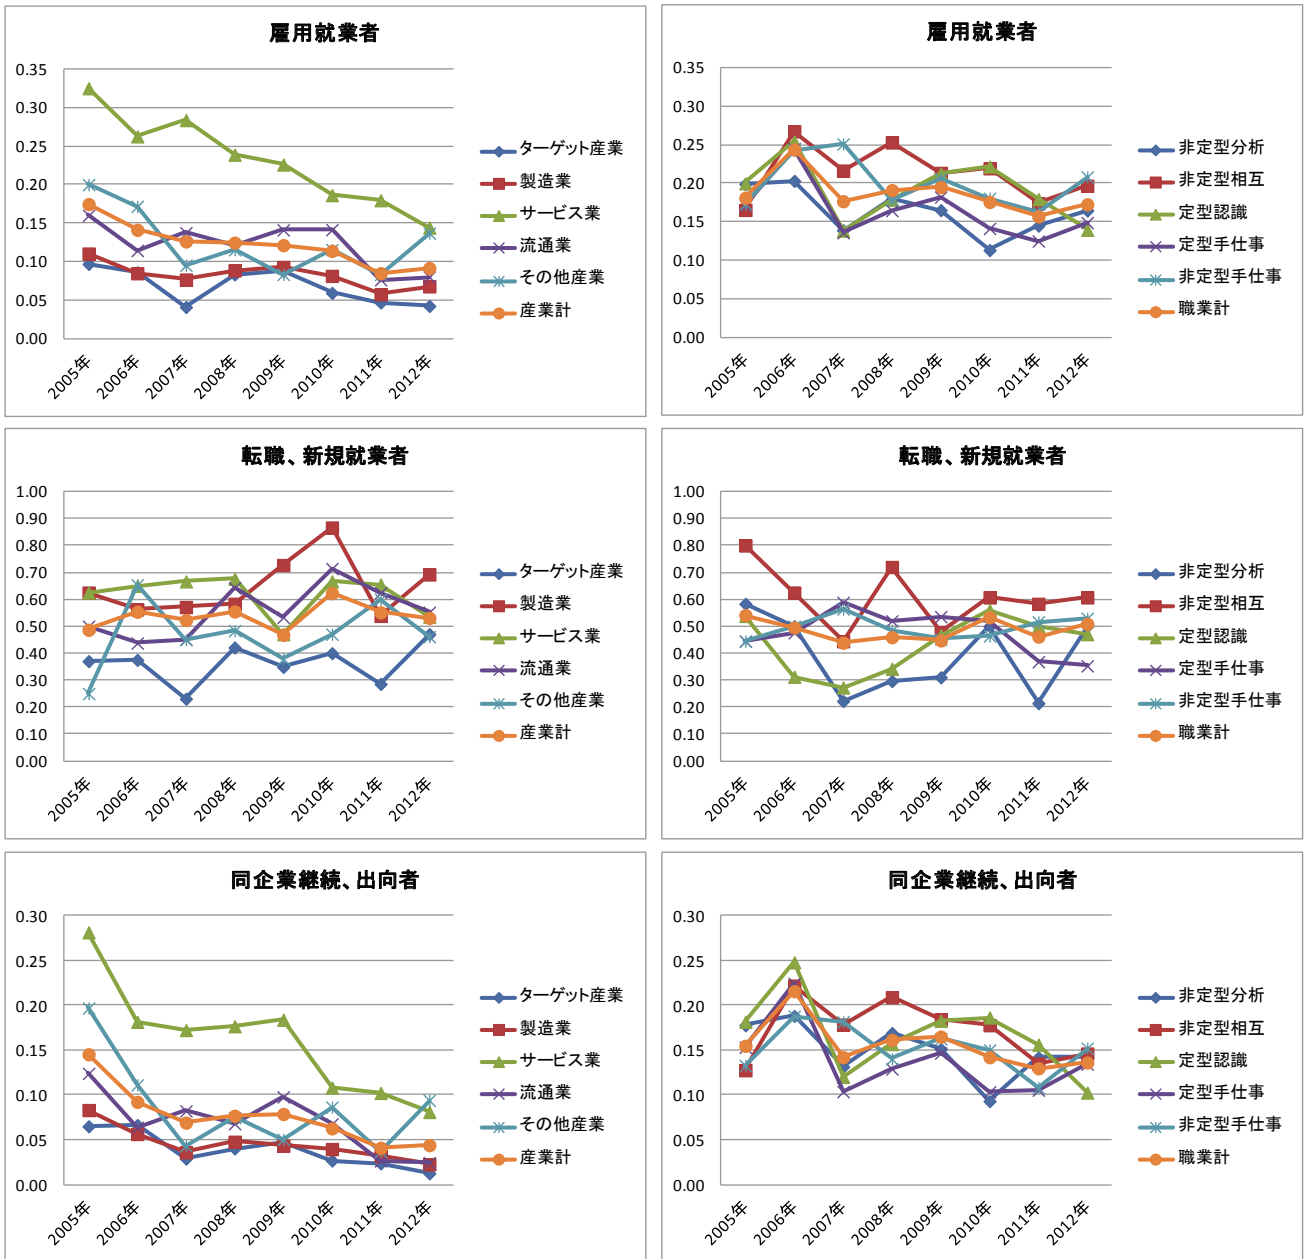 雇用就業者
0.35
0.30
0.25
0.20
0.15
0.10
0.05
0.00
2005年
2006年
2007年
2008年
2009年
2010年
2011年
2012年
ターゲット産業
製造業
サービス業
流通業
その他産業
産業計
雇用就業者
0.35
0.30
0.25
0.20
0.15
0.10
0.05
0.00
2005年
2006年
2007年
2008年
2009年
2010年
2011年
2012年
非定型分析
非定型相互
定型認識
定型手仕事
非定型手仕事
職業計
転職、新規就業者
1.00
0.90
0.80
0.70
0.60
0.50
0.40
0.30
0.20
0.10
0.00
2005年
2006年
2007年
2008年
2009年
2010年
2011年
2012年
ターゲット産業
製造業
サービス業
流通業
その他産業
産業計
転職、新規就業者
1.00
0.90
0.80
0.70
0.60
0.50
0.40
0.30
0.20
0.10
0.00
2005年
2006年
2007年
2008年
2009年
2010年
2011年
2012年
非定型分析
非定型相互
定型認識
定型手仕事
非定型手仕事
職業計
同企業継続、出向者
0.30
0.25
0.20
0.15
0.10
0.05
0.00
2005年
2006年
2007年
2008年
2009年
2010年
2011年
2012年
ターゲット産業
製造業
サービス業
流通業
その他産業
産業計
同企業継続、出向者
0.30
0.25
0.20
0.15
0.10
0.05
0.00
2005年
2006年
2007年
2008年
2009年
2010年
2011年
2012年
非定型分析
非定型相互
定型認識
定型手仕事
非定型手仕事
職業計